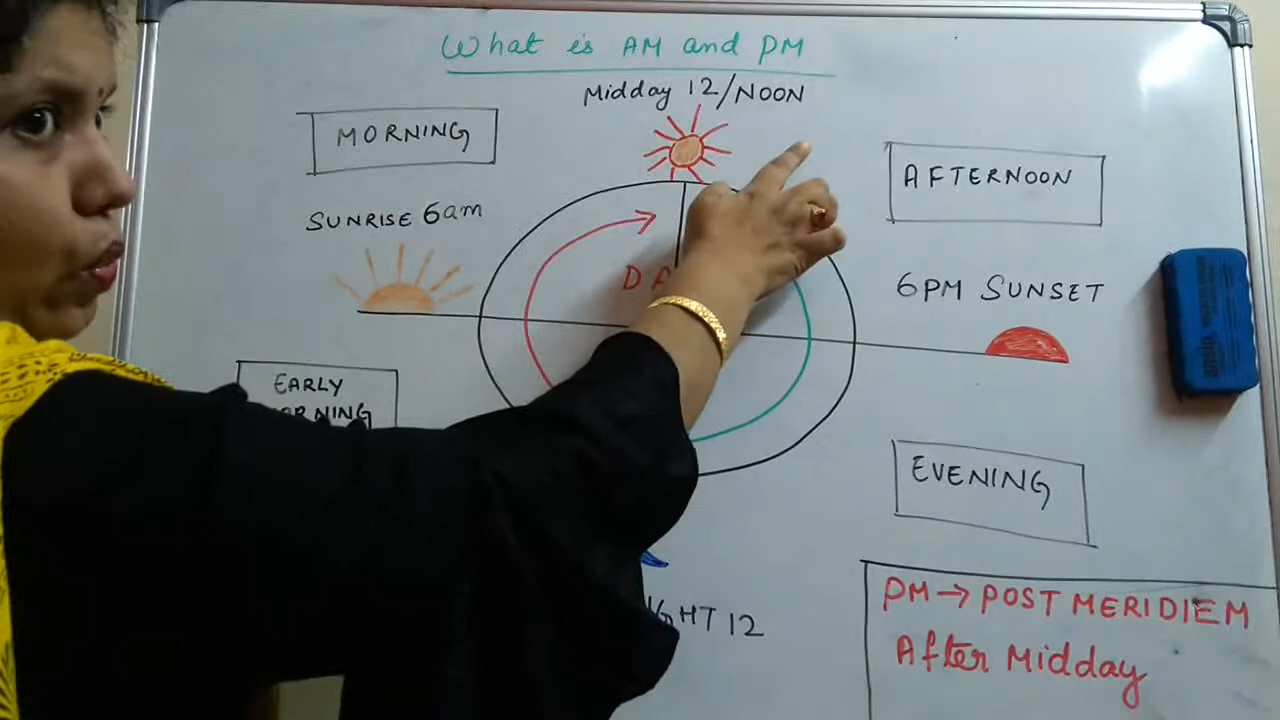 What is AM and PM
Midday 12/NOON
MORNING
AFTERNOON
SUNRISE 6am
6PM SUNSET
EARLY
EVENING
12
PM → POST MERIDIEM
After Midday